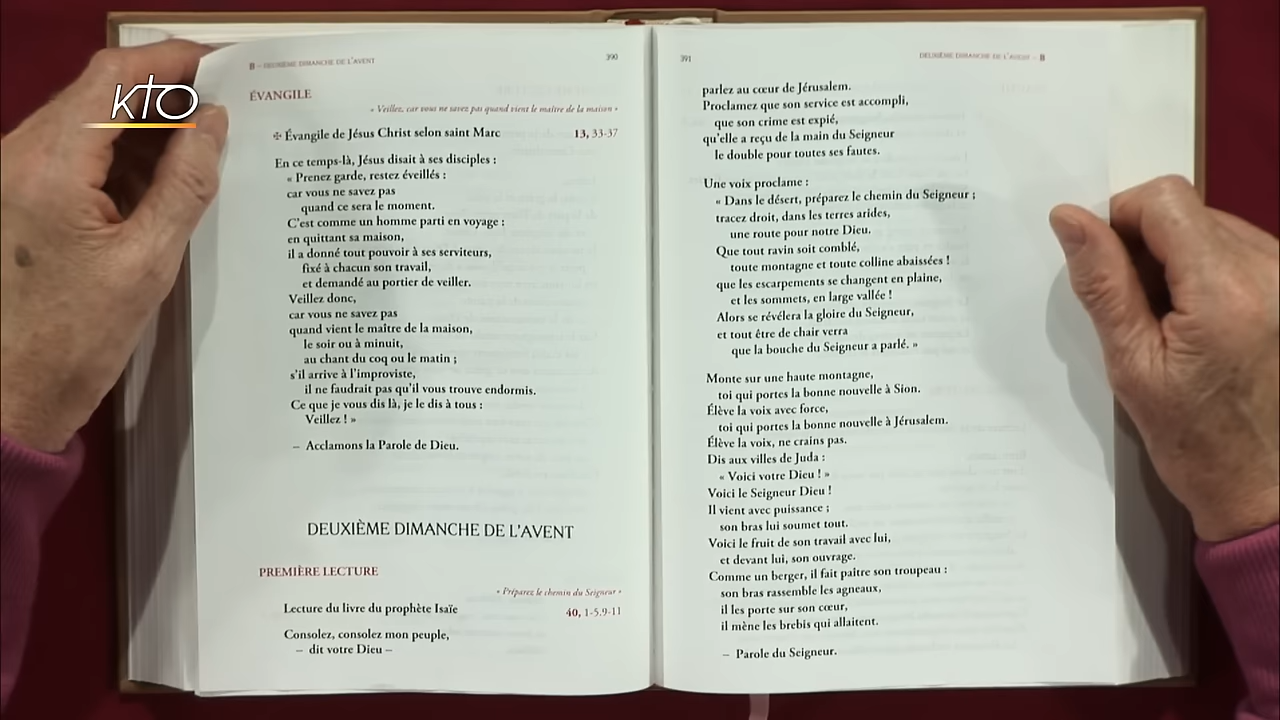 KTO
B – DEUXIÈME DIMANCHE DE L'AVENT
390
ÉVANGILE
« Veillez, car vous ne savez pas quand vient le maître de la maison »
✠ Évangile de Jésus Christ selon saint Marc 13, 33-37
En ce temps-là, Jésus disait à ses disciples :
« Prenez garde, restez éveillés :
car vous ne savez pas
quand ce sera le moment.
C'est comme un homme parti en voyage :
en quittant sa maison,
il a donné tout pouvoir à ses serviteurs,
fixé à chacun son travail,
et demandé au portier de veiller.
Veillez donc,
car vous ne savez pas
quand vient le maître de la maison,
le soir ou à minuit,
au chant du coq ou le matin ;
s'il arrive à l'improviste,
il ne faudrait pas qu'il vous trouve endormis.
Ce que je vous dis là, je le dis à tous :
Veillez ! »
– Acclamons la Parole de Dieu.
DEUXIÈME DIMANCHE DE L'AVENT
PREMIÈRE LECTURE
« Préparez le chemin du Seigneur »
Lecture du livre du prophète Isaïe 40, 1-5.9-11
Consolez, consolez mon peuple,
– dit votre Dieu –
391
DEUXIÈME DIMANCHE DE L'AVENT – B
parlez au cœur de Jérusalem.
Proclamez que son service est accompli,
que son crime est expié,
qu'elle a reçu de la main du Seigneur
le double pour toutes ses fautes.
Une voix proclame :
« Dans le désert, préparez le chemin du Seigneur ;
tracez droit, dans les terres arides,
une route pour notre Dieu.
Que tout ravin soit comblé,
toute montagne et toute colline abaissées !
que les escarpements se changent en plaine,
et les sommets, en large vallée !
Alors se révélera la gloire du Seigneur,
et tout être de chair verra
que la bouche du Seigneur a parlé. »
Monte sur une haute montagne,
toi qui portes la bonne nouvelle à Sion.
Élève la voix avec force,
toi qui portes la bonne nouvelle à Jérusalem.
Élève la voix, ne crains pas.
Dis aux villes de Juda :
« Voici votre Dieu ! »
Voici le Seigneur Dieu !
Il vient avec puissance ;
son bras lui soumet tout.
Voici le fruit de son travail avec lui,
et devant lui, son ouvrage.
Comme un berger, il fait paître son troupeau :
son bras rassemble les agneaux,
il les porte sur son cœur,
il mène les brebis qui allaitent.
– Parole du Seigneur.